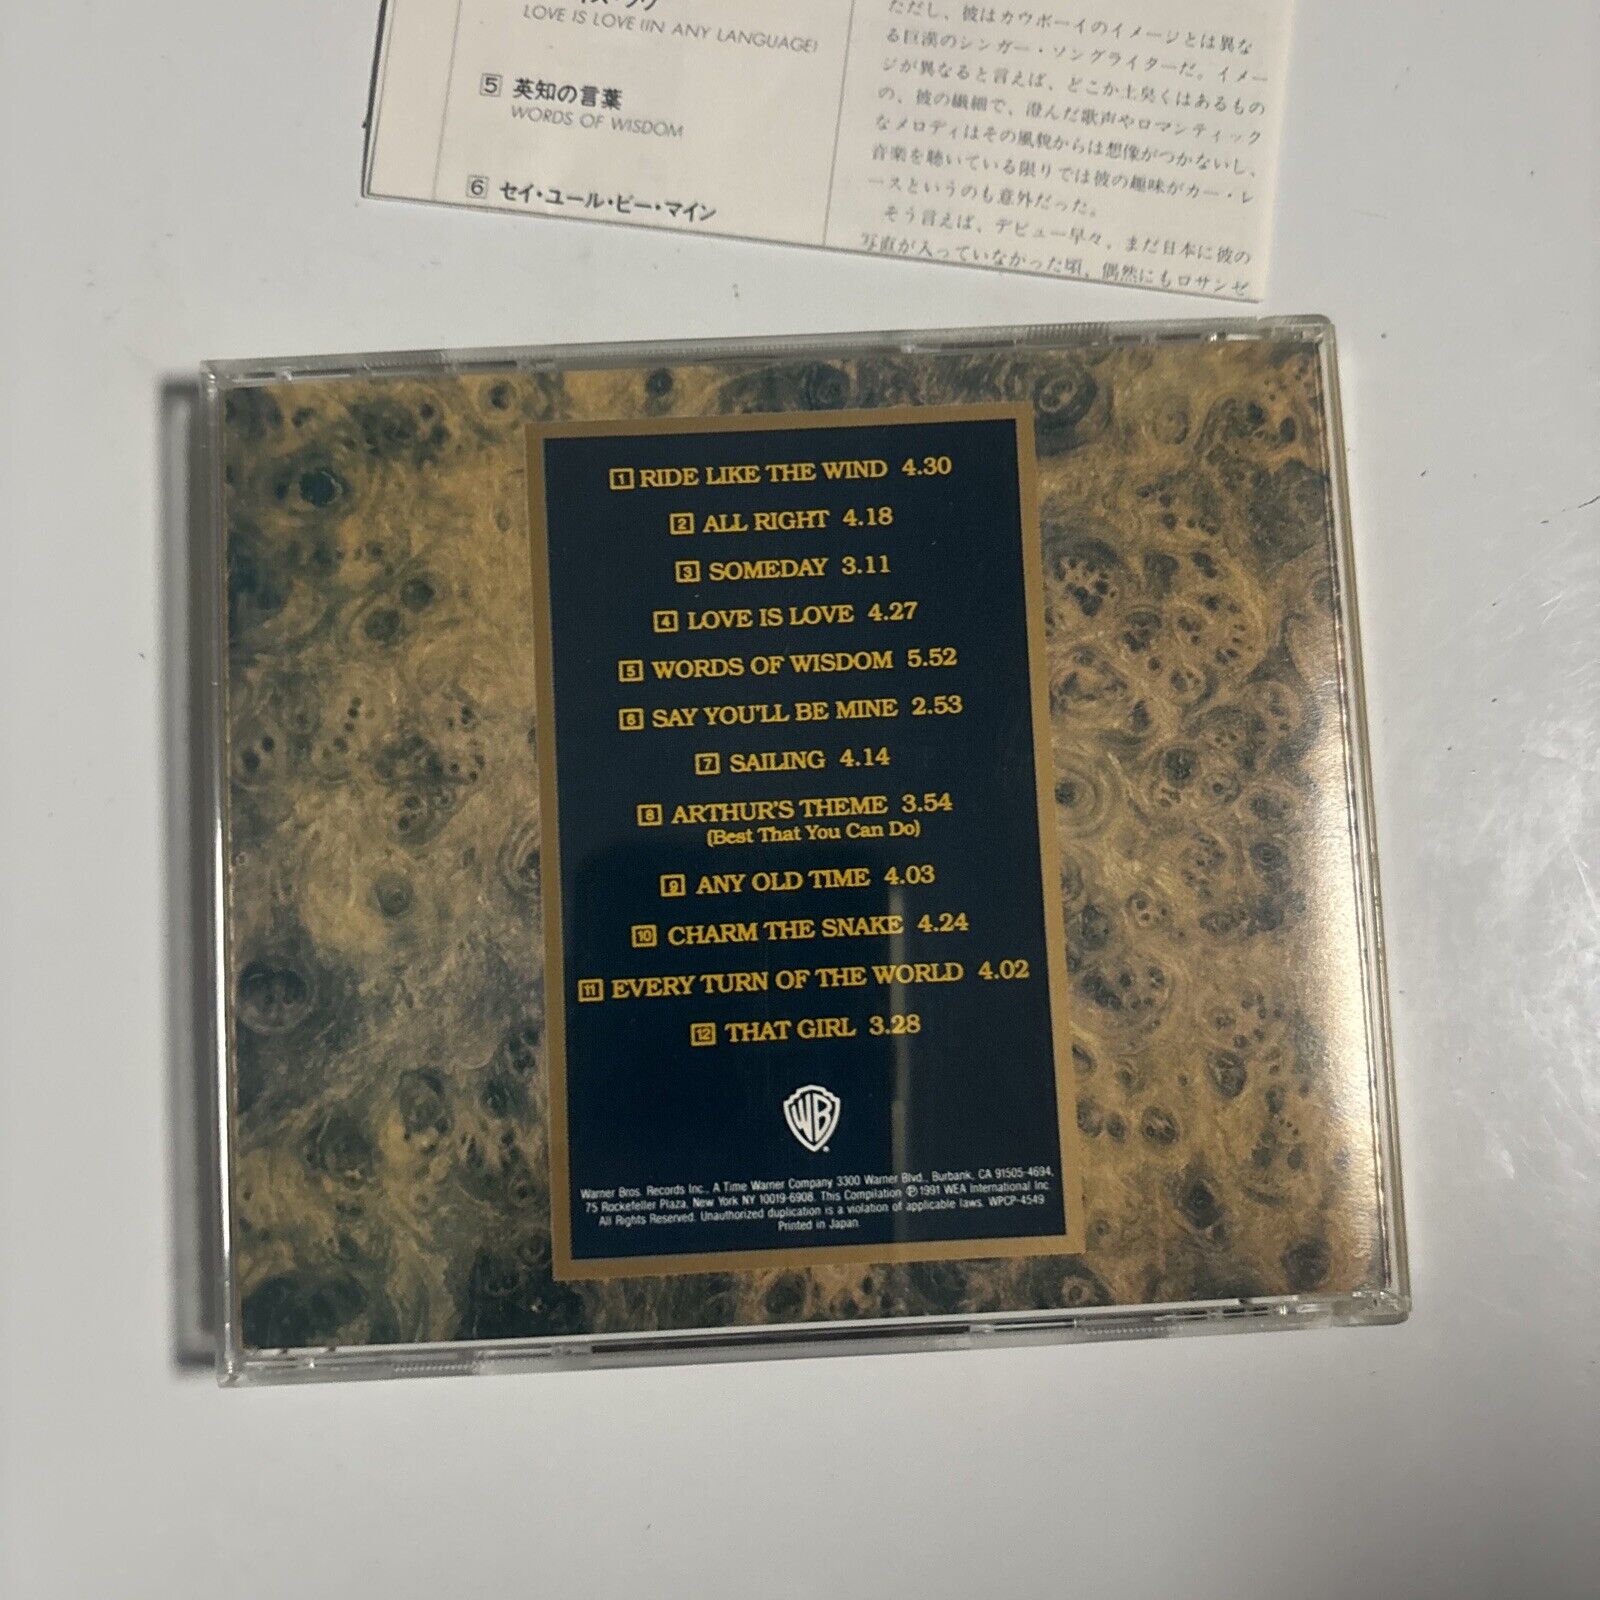 LOVE IS LOVE (IN ANY LANGUAGE)
5 英知の言葉
WORDS OF WISDOM
6 セイ・ユール・ビー・マイン
ただし、彼はカウボーイのイメージとは異な
る巨漢のシンガー・ソングライターだ。イメー
ジが異なると言えば、どこか土臭くはあるもの
の、彼の繊細で、澄んだ歌声やロマンティック
なメロディはその風貌からは想像がつかないし、
音楽を聴いている限りでは彼の趣味がカー・レ
ースというのも意外だった。
そう言えば、デビュー早々、まだ日本に彼の
写真が入っていなかった頃、偶然にもロサンゼ
1 RIDE LIKE THE WIND 4.30
2 ALL RIGHT 4.18
3 SOMEDAY 3.11
4 LOVE IS LOVE 4.27
5 WORDS OF WISDOM 5.52
6 SAY YOU'LL BE MINE 2.53
7 SAILING 4.14
8 ARTHUR'S THEME 3.54
(Best That You Can Do)
9 ANY OLD TIME 4.03
10 CHARM THE SNAKE 4.24
11 EVERY TURN OF THE WORLD 4.02
12 THAT GIRL 3.28
WB
Warner Bros. Records Inc., A Time Warner Company 3300 Warner Blvd., Burbank, CA 91505-4694,
75 Rockefeller Plaza, New York NY 10019-6908. This Compilation ℗1991 WEA International Inc.
All Rights Reserved. Unauthorized duplication is a violation of applicable laws. WPCP-4549
Printed in Japan